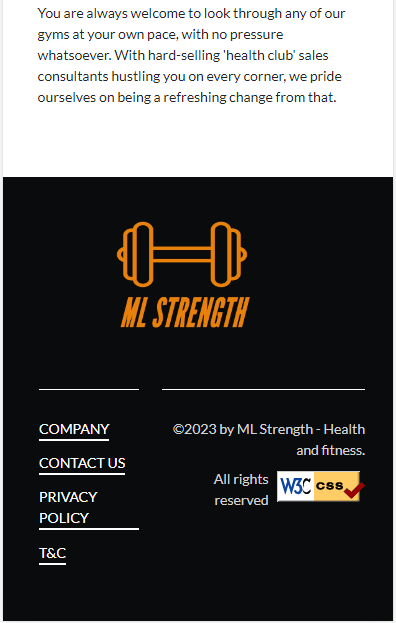 You are always welcome to look through any of our
gyms at your own pace, with no pressure
whatsoever. With hard-selling 'health club' sales
consultants hustling you on every corner, we pride
ourselves on being a refreshing change from that.
ML STRENGTH
COMPANY
CONTACT US
PRIVACY
POLICY
T&C
©2023 by ML Strength - Health
and fitness.
All rights
reserved
W3C css